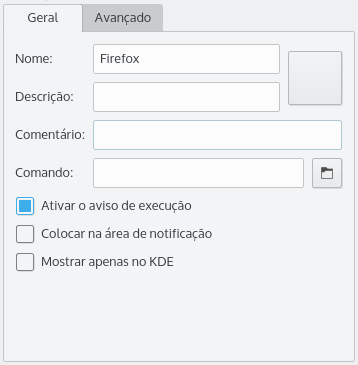 Geral Avançado
Nome: Firefox
Descrição:
Comentário:
Comando:
Ativar o aviso de execução
Colocar na área de notificação
Mostrar apenas no KDE